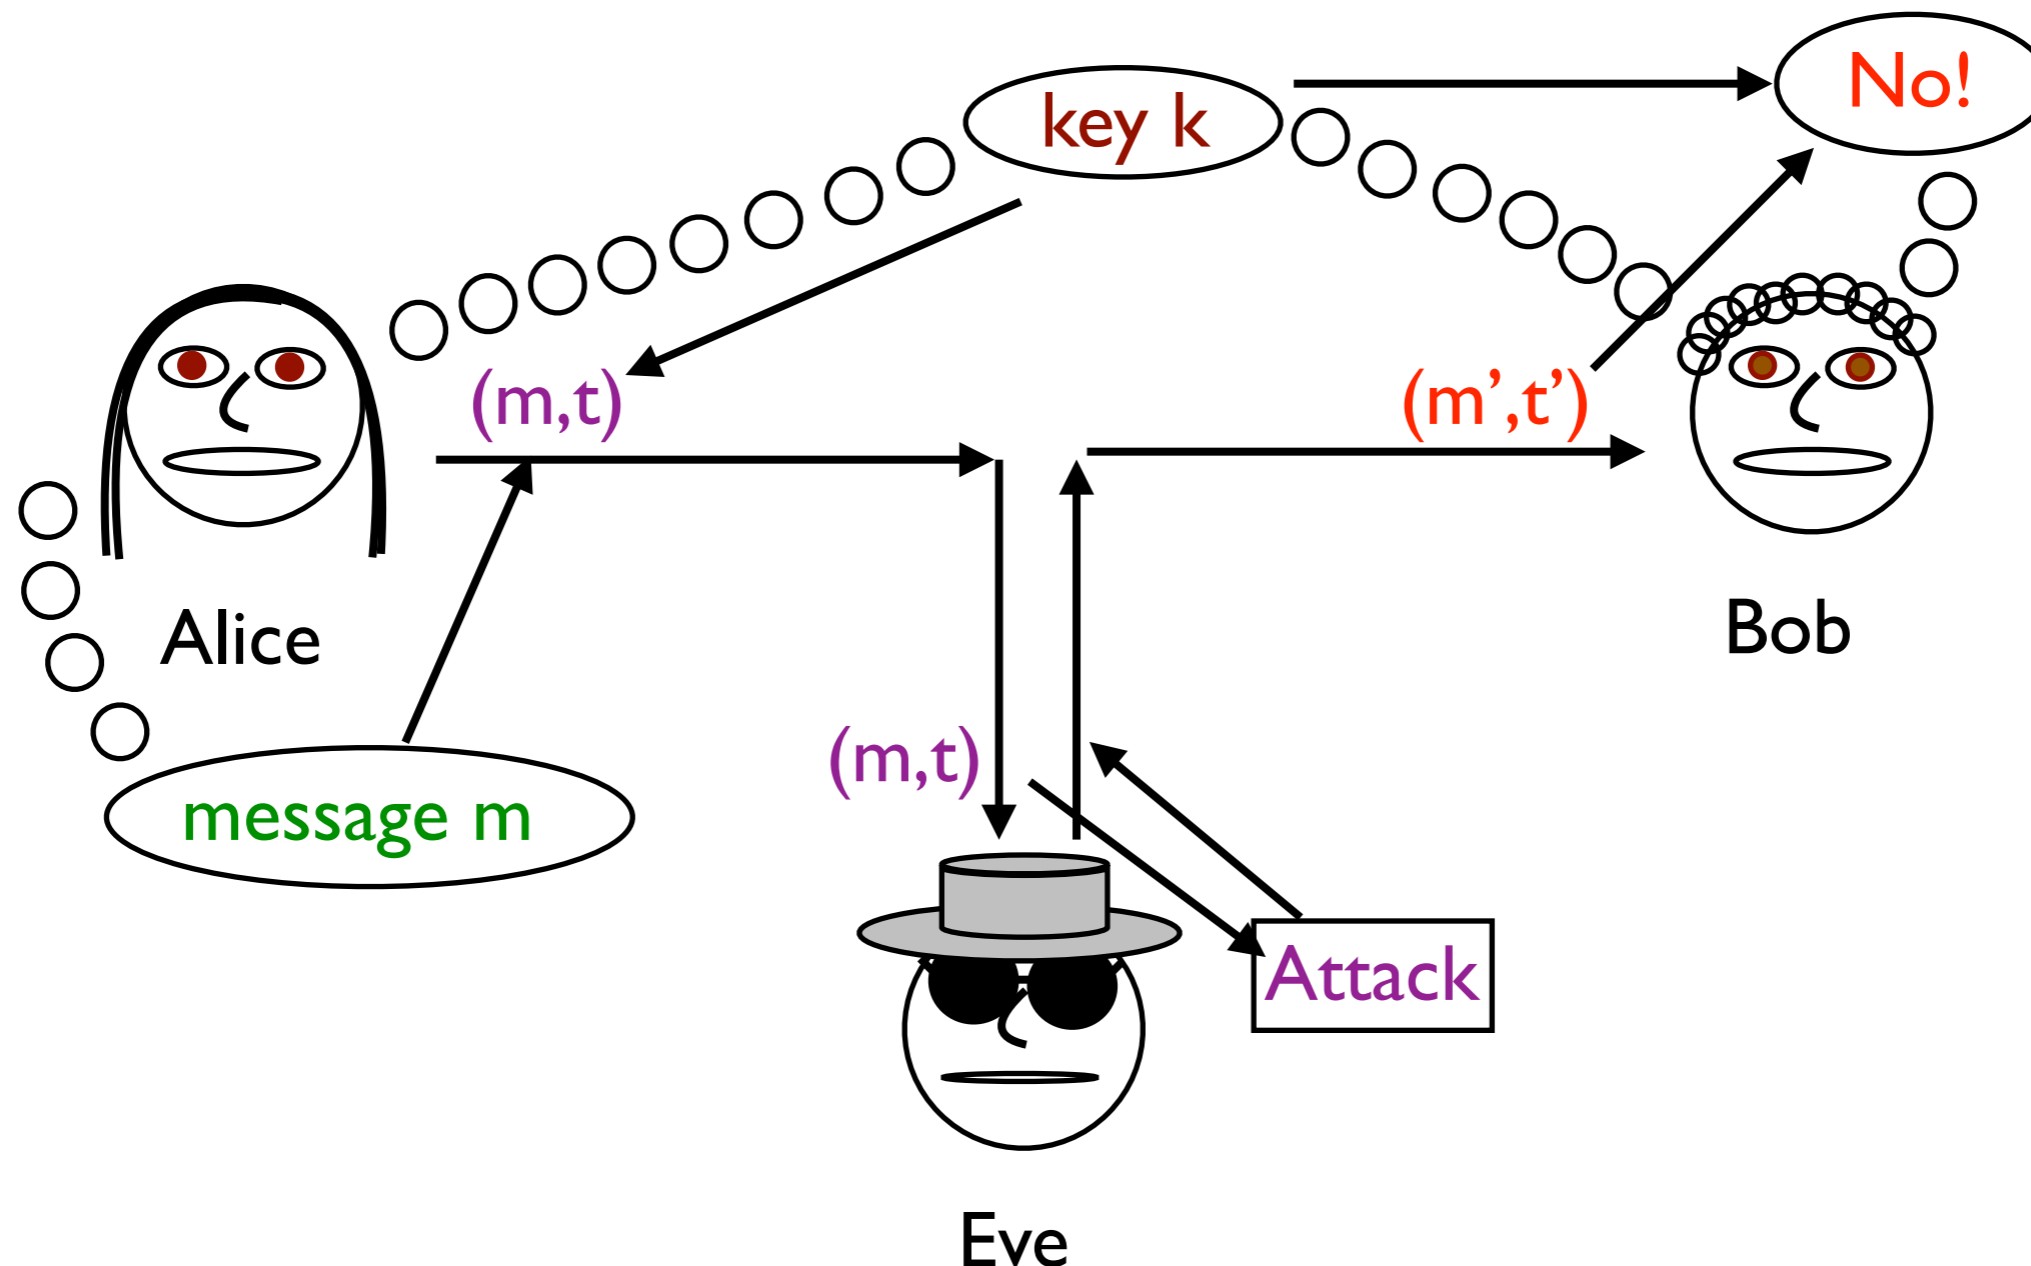 No!
key k
(m,t)
(m’,t’)
Alice
Bob
(m,t)
message m
Attack
Eve